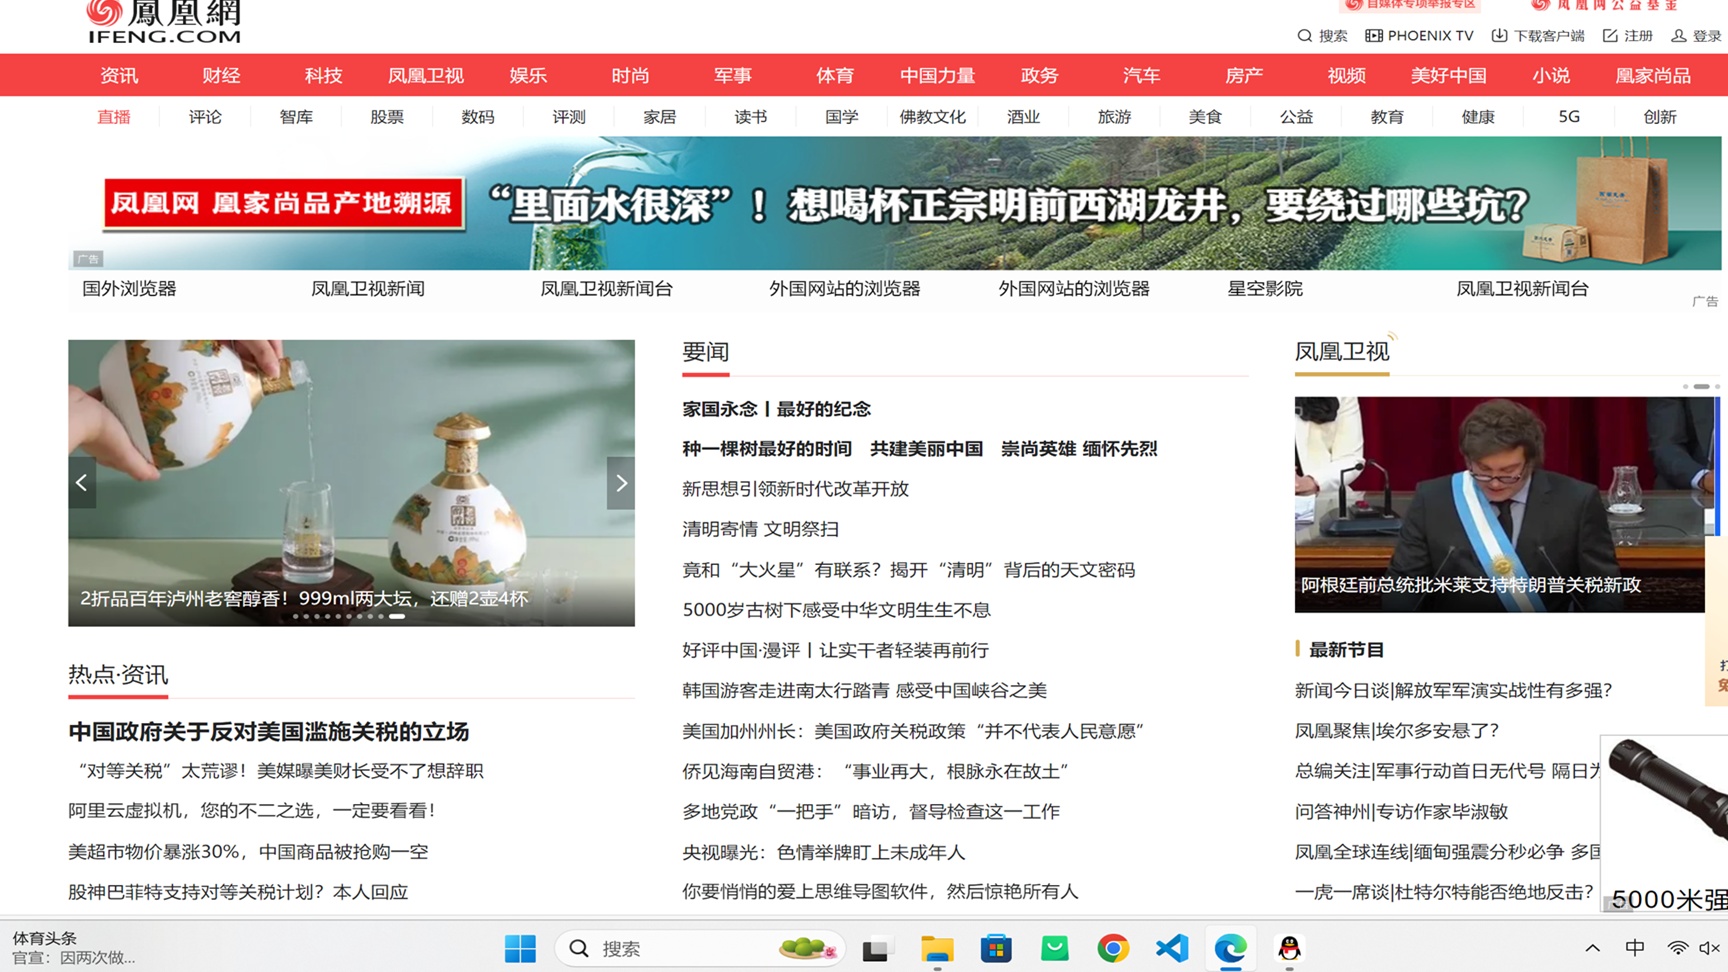 鳳凰網
IFENG.COM
自媒体专项举报专区
凤凰网公益基金
搜索 PHOENIX TV 下载客户端 注册 登录
资讯 财经 科技 凤凰卫视 娱乐 时尚 军事 体育 中国力量 政务 汽车 房产 视频 美好中国 小说 凰家尚品
直播 评论 智库 股票 数码 评测 家居 读书 国学 佛教文化 酒业 旅游 美食 公益 教育 健康 5G 创新
凤凰网 凰家尚品产地溯源 “里面水很深”！想喝杯正宗明前西湖龙井，要绕过哪些坑？
广告
国外浏览器 凤凰卫视新闻 凤凰卫视新闻台 外国网站的浏览器 外国网站的浏览器 星空影院 凤凰卫视新闻台
广告
2折品百年泸州老窖醇香！999ml两大坛，还赠2壶4杯
热点·资讯
中国政府关于反对美国滥施关税的立场
“对等关税”太荒谬！美媒曝美财长受不了想辞职
阿里云虚拟机，您的不二之选，一定要看看！
美超市物价暴涨30%，中国商品被抢购一空
股神巴菲特支持对等关税计划？本人回应
要闻
家国永念丨最好的纪念
种一棵树最好的时间 共建美丽中国 崇尚英雄 缅怀先烈
新思想引领新时代改革开放
清明寄情 文明祭扫
竟和“大火星”有联系？揭开“清明”背后的天文密码
5000岁古树下感受中华文明生生不息
好评中国·漫评丨让实干者轻装再前行
韩国游客走进南太行踏青 感受中国峡谷之美
美国加州州长：美国政府关税政策“并不代表人民意愿”
侨见海南自贸港：“事业再大，根脉永在故土”
多地党政“一把手”暗访，督导检查这一工作
央视曝光：色情举牌盯上未成年人
你要悄悄的爱上思维导图软件，然后惊艳所有人
凤凰卫视
阿根廷前总统批米莱支持特朗普关税新政
最新节目
新闻今日谈|解放军军演实战性有多强？
凤凰聚焦|埃尔多安悬了？
总编关注|军事行动首日无代号 隔日为
问答神州|专访作家毕淑敏
凤凰全球连线|缅甸强震分秒必争 多国
一虎一席谈|杜特尔特能否绝地反击？
5000米强
体育头条
官宣：因两次做...
搜索
中